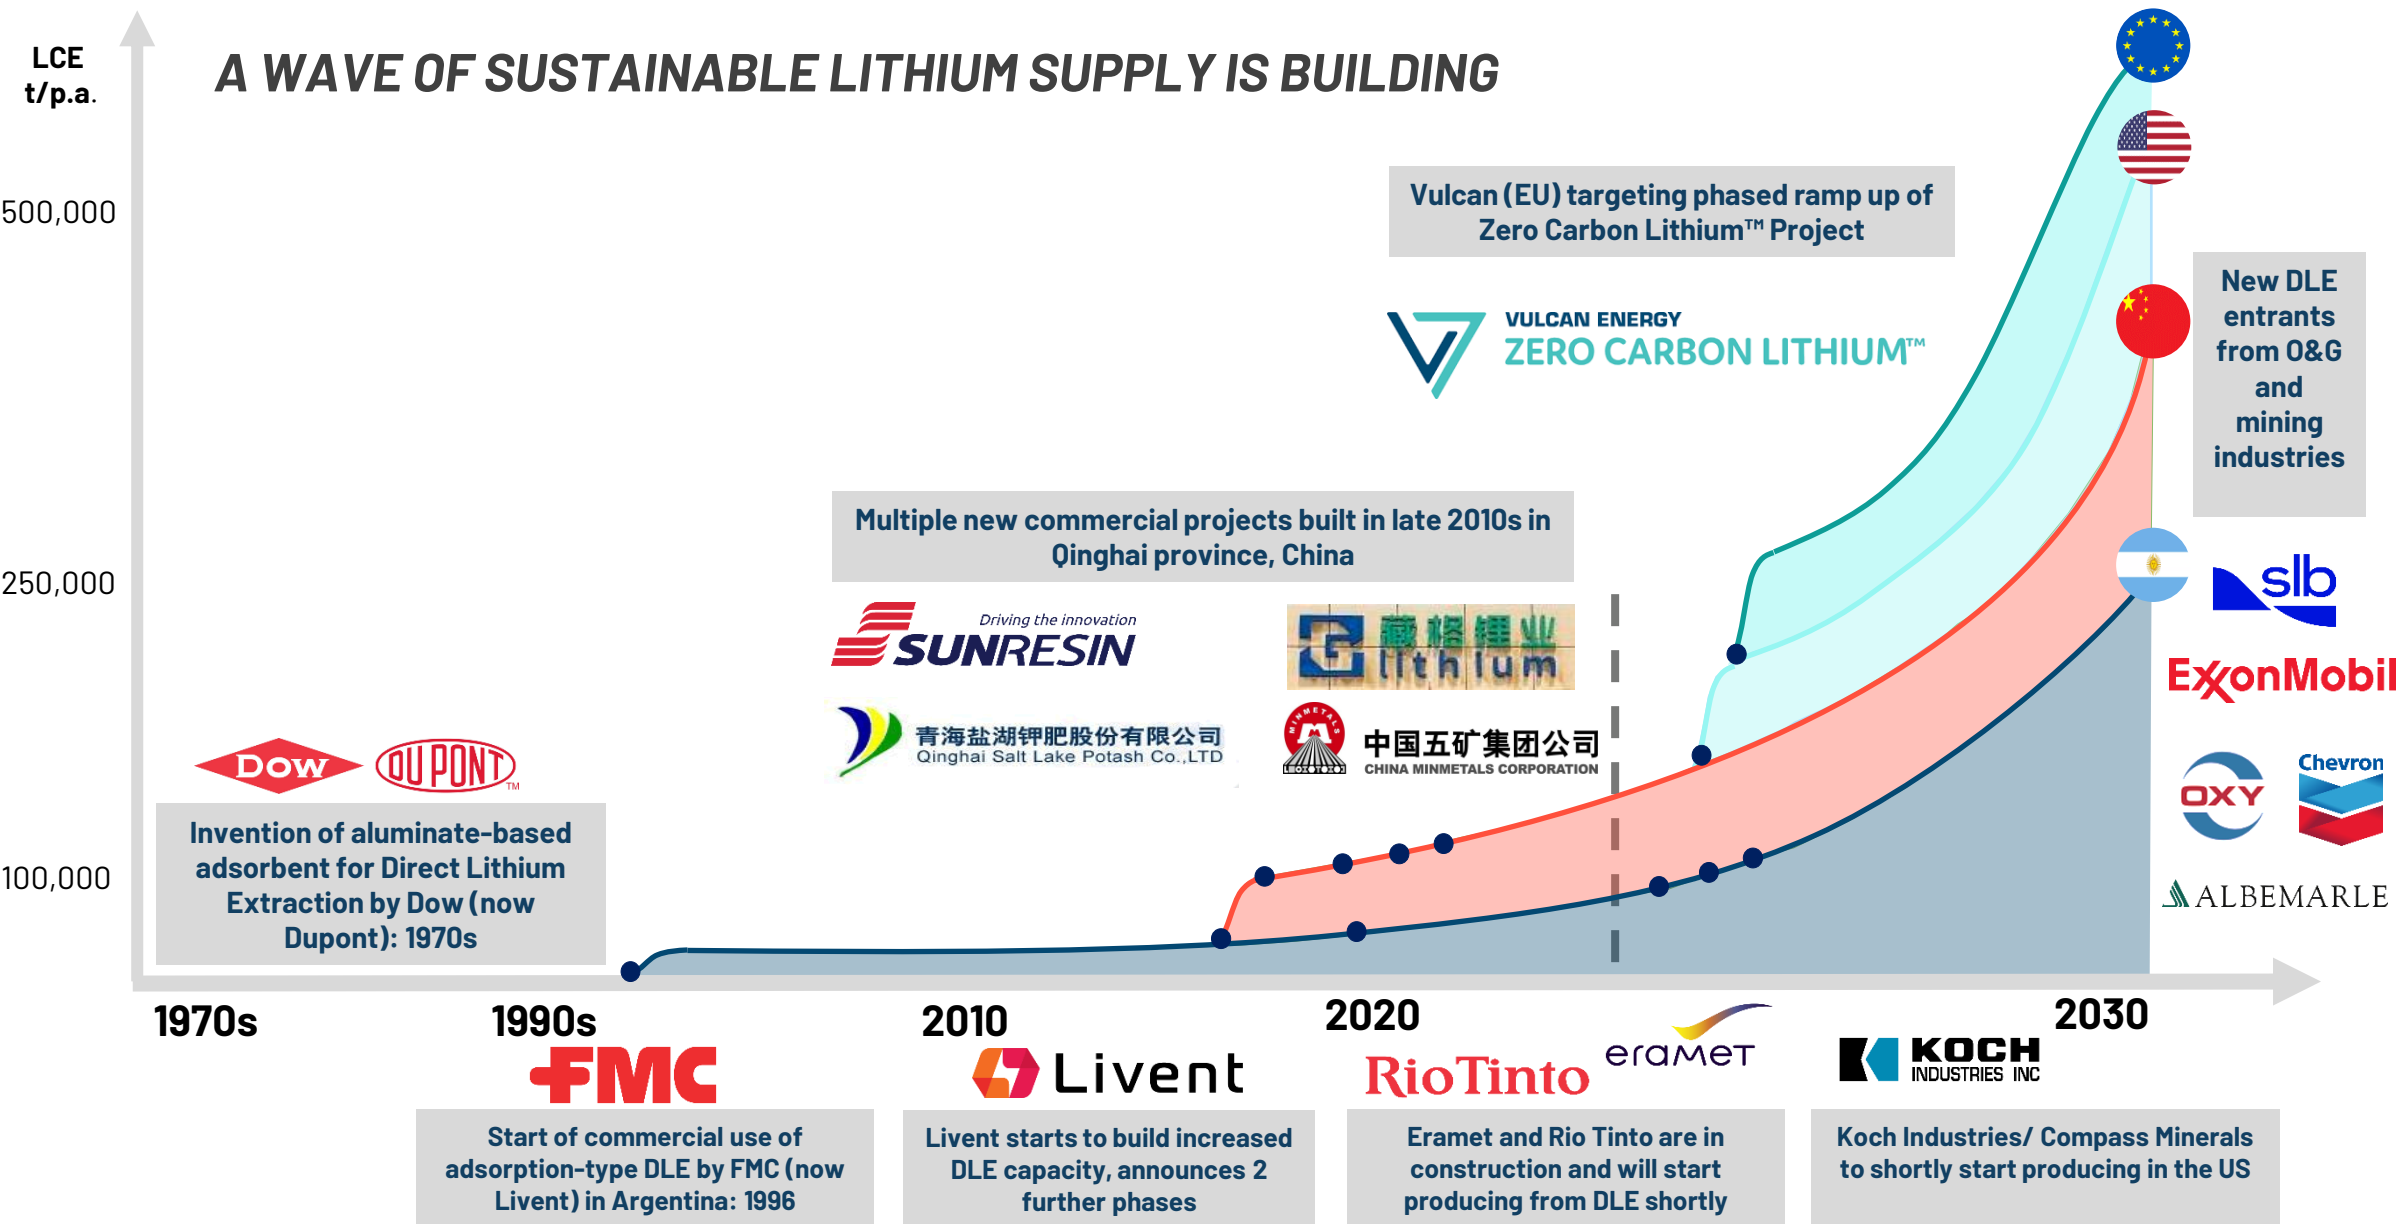 LCE
t/p.a.
A WAVE OF SUSTAINABLE LITHIUM SUPPLY IS BUILDING
500,000
250,000
100,000
Vulcan (EU) targeting phased ramp up of
Zero Carbon Lithium™ Project
VULCAN ENERGY
ZERO CARBON LITHIUM™
New DLE
entrants
from O&G
and
mining
industries
Multiple new commercial projects built in late 2010s in
Qinghai province, China
Driving the innovation
SUNRESIN
藏格锂业
lithium
青海盐湖钾肥股份有限公司
Qinghai Salt Lake Potash Co.,LTD
MINMETALS
中国五矿集团公司
CHINA MINMETALS CORPORATION
slb
ExxonMobil
OXY
Chevron
ALBEMARLE
DOW
DUPONT™
Invention of aluminate-based
adsorbent for Direct Lithium
Extraction by Dow (now
Dupont): 1970s
1970s
1990s
2010
2020
2030
FMC
Start of commercial use of
adsorption-type DLE by FMC (now
Livent) in Argentina: 1996
Livent
Livent starts to build increased
DLE capacity, announces 2
further phases
RioTinto
eramet
Eramet and Rio Tinto are in
construction and will start
producing from DLE shortly
KOCH
INDUSTRIES INC
Koch Industries/ Compass Minerals
to shortly start producing in the US